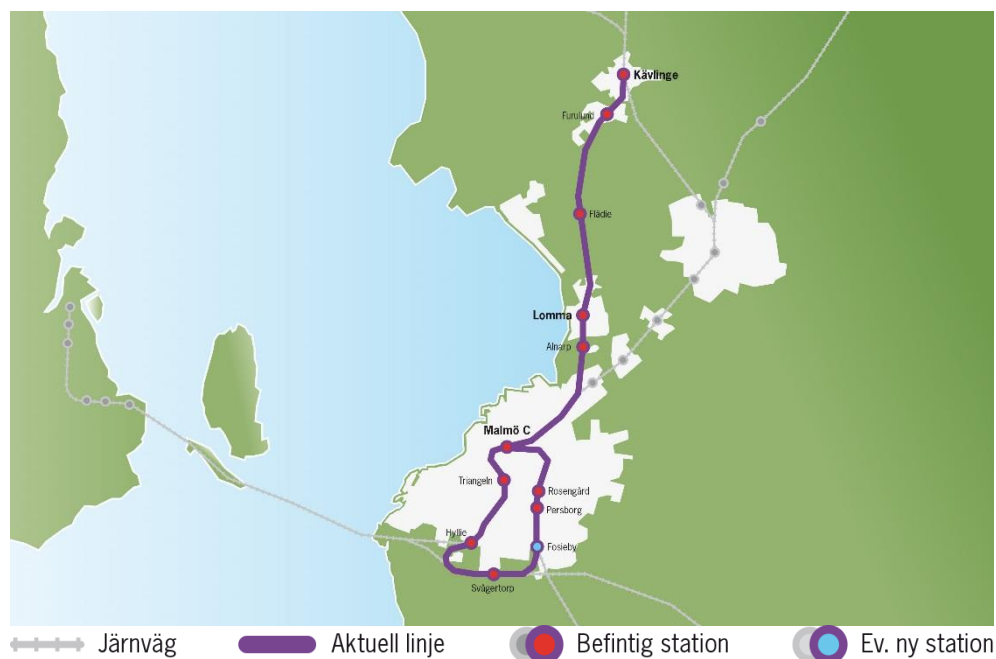 Kävlinge
Furulund
Flädie
Lomma
Alnarp
Malmö C
Triangeln
Rosengård
Persborg
Hyllie
Fosieby
Svågertorp
Järnväg
Aktuell linje
Befintig station
Ev. ny station